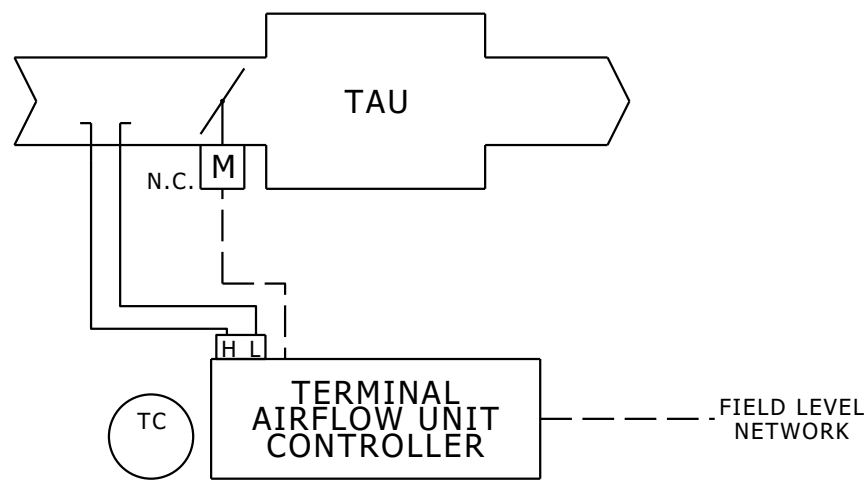 TAU
M
N.C.
H L
TERMINAL
AIRFLOW UNIT
CONTROLLER
TC
FIELD LEVEL
NETWORK